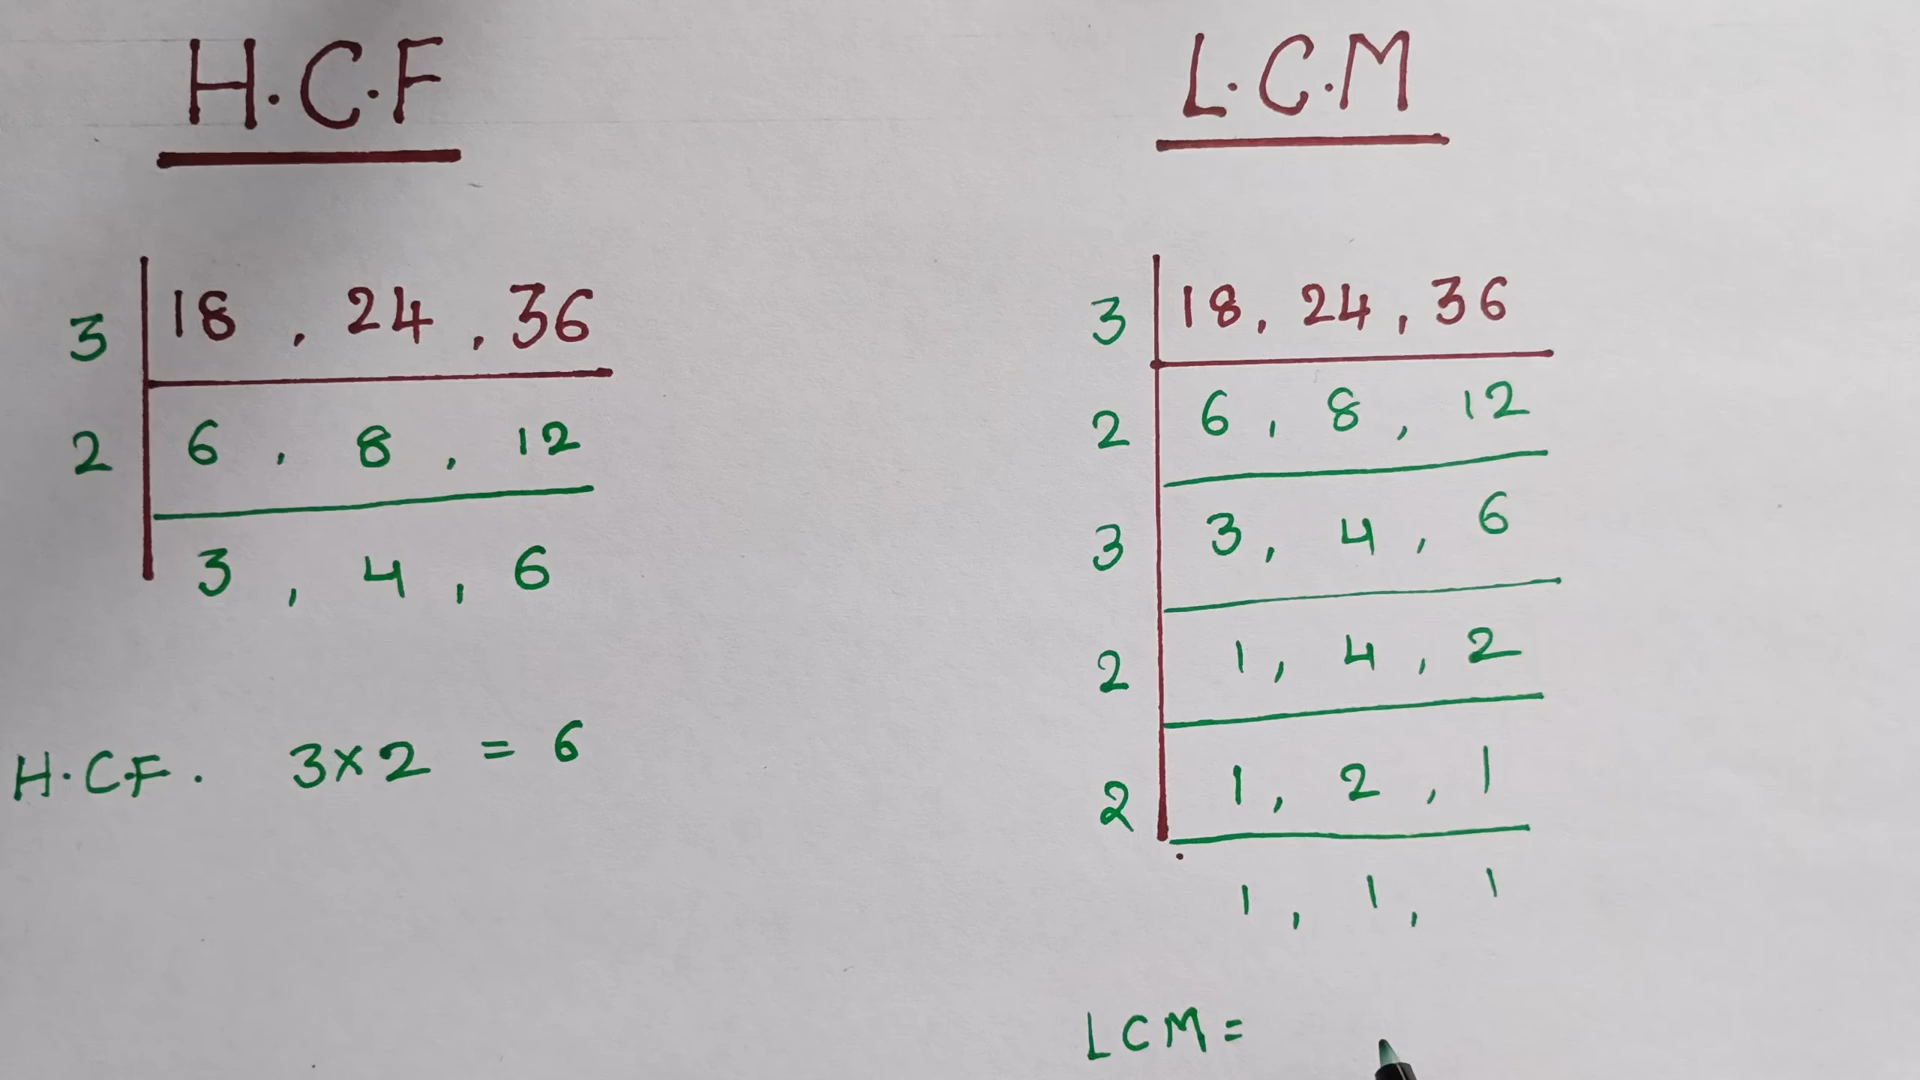 H.C.F
3 18 , 24 , 36
2 6 , 8 , 12
3 , 4 , 6
H.C.F. 3×2 = 6
L.C.M
3 18, 24, 36
2 6, 8, 12
3 3, 4, 6
2 1, 4, 2
2 1, 2, 1
1, 1, 1
LCM =